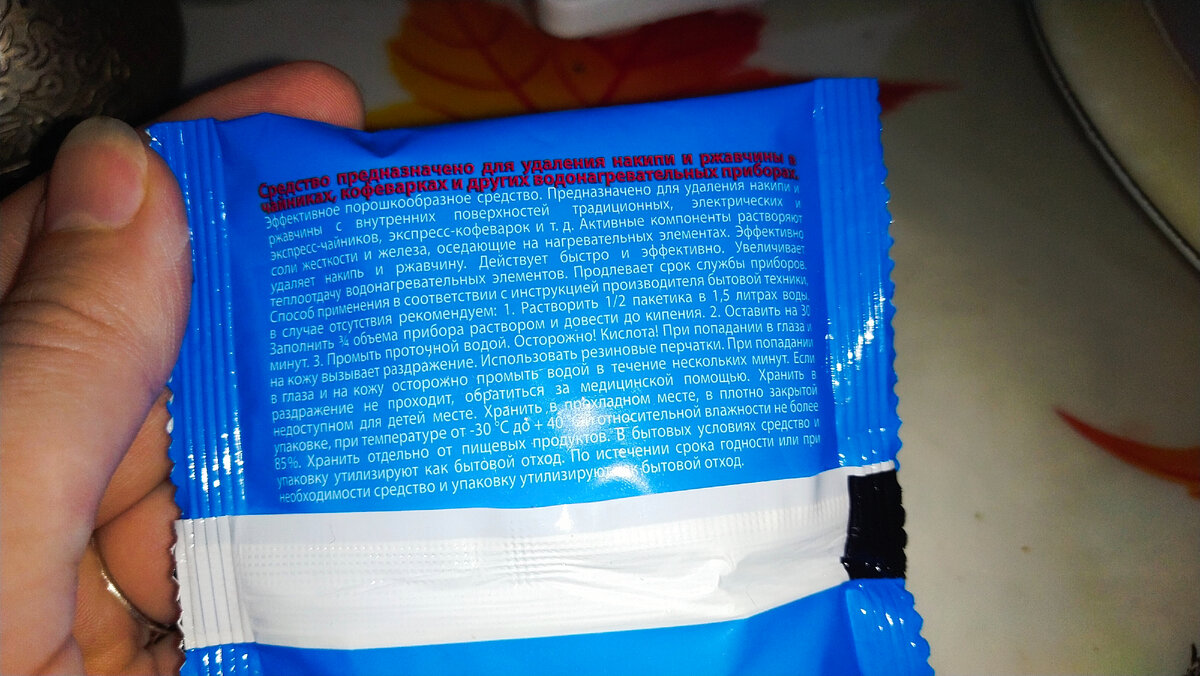 Средство предназначено для удаления накипи и ржавчины в
чайниках, кофеварках и других водонагревательных приборах.
Эффективное порошкообразное средство. Предназначено для удаления накипи и
ржавчины с внутренних поверхностей традиционных, электрических и
экспресс-чайников, экспресс-кофеварок и т. д. Активные компоненты растворяют
соли жесткости и железа, оседающие на нагревательных элементах. Эффективно
удаляет накипь и ржавчину. Действует быстро и эффективно. Увеличивает
теплоотдачу водонагревательных элементов. Продлевает срок службы приборов.
Способ применения в соответствии с инструкцией производителя бытовой техники,
в случае отсутствия рекомендуем: 1. Растворить 1/2 пакетика в 1,5 литрах воды.
Заполнить ¾ объема прибора раствором и довести до кипения. 2. Оставить на 30
минут. 3. Промыть проточной водой. Осторожно! Кислота! При попадании в глаза и
на кожу вызывает раздражение. Использовать резиновые перчатки. При попадании
в глаза и на кожу осторожно промыть водой в течение нескольких минут. Если
раздражение не проходит, обратиться за медицинской помощью. Хранить в
недоступном для детей месте. Хранить в прохладном месте, в плотно закрытой
упаковке, при температуре от -30 °C до + 40 относительной влажности не более
85%. Хранить отдельно от пищевых продуктов. В бытовых условиях средство и
упаковку утилизируют как бытовой отход. По истечении срока годности или при
необходимости средство и упаковку утилизируют как бытовой отход.